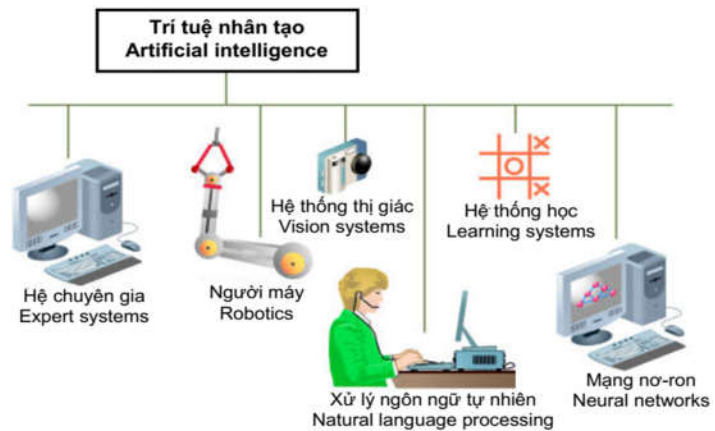 Trí tuệ nhân tạo
Artificial intelligence
Hệ thống thị giác
Vision systems
Hệ thống học
Learning systems
Hệ chuyên gia
Expert systems
Người máy
Robotics
Xử lý ngôn ngữ tự nhiên
Natural language processing
Mạng nơ-ron
Neural networks